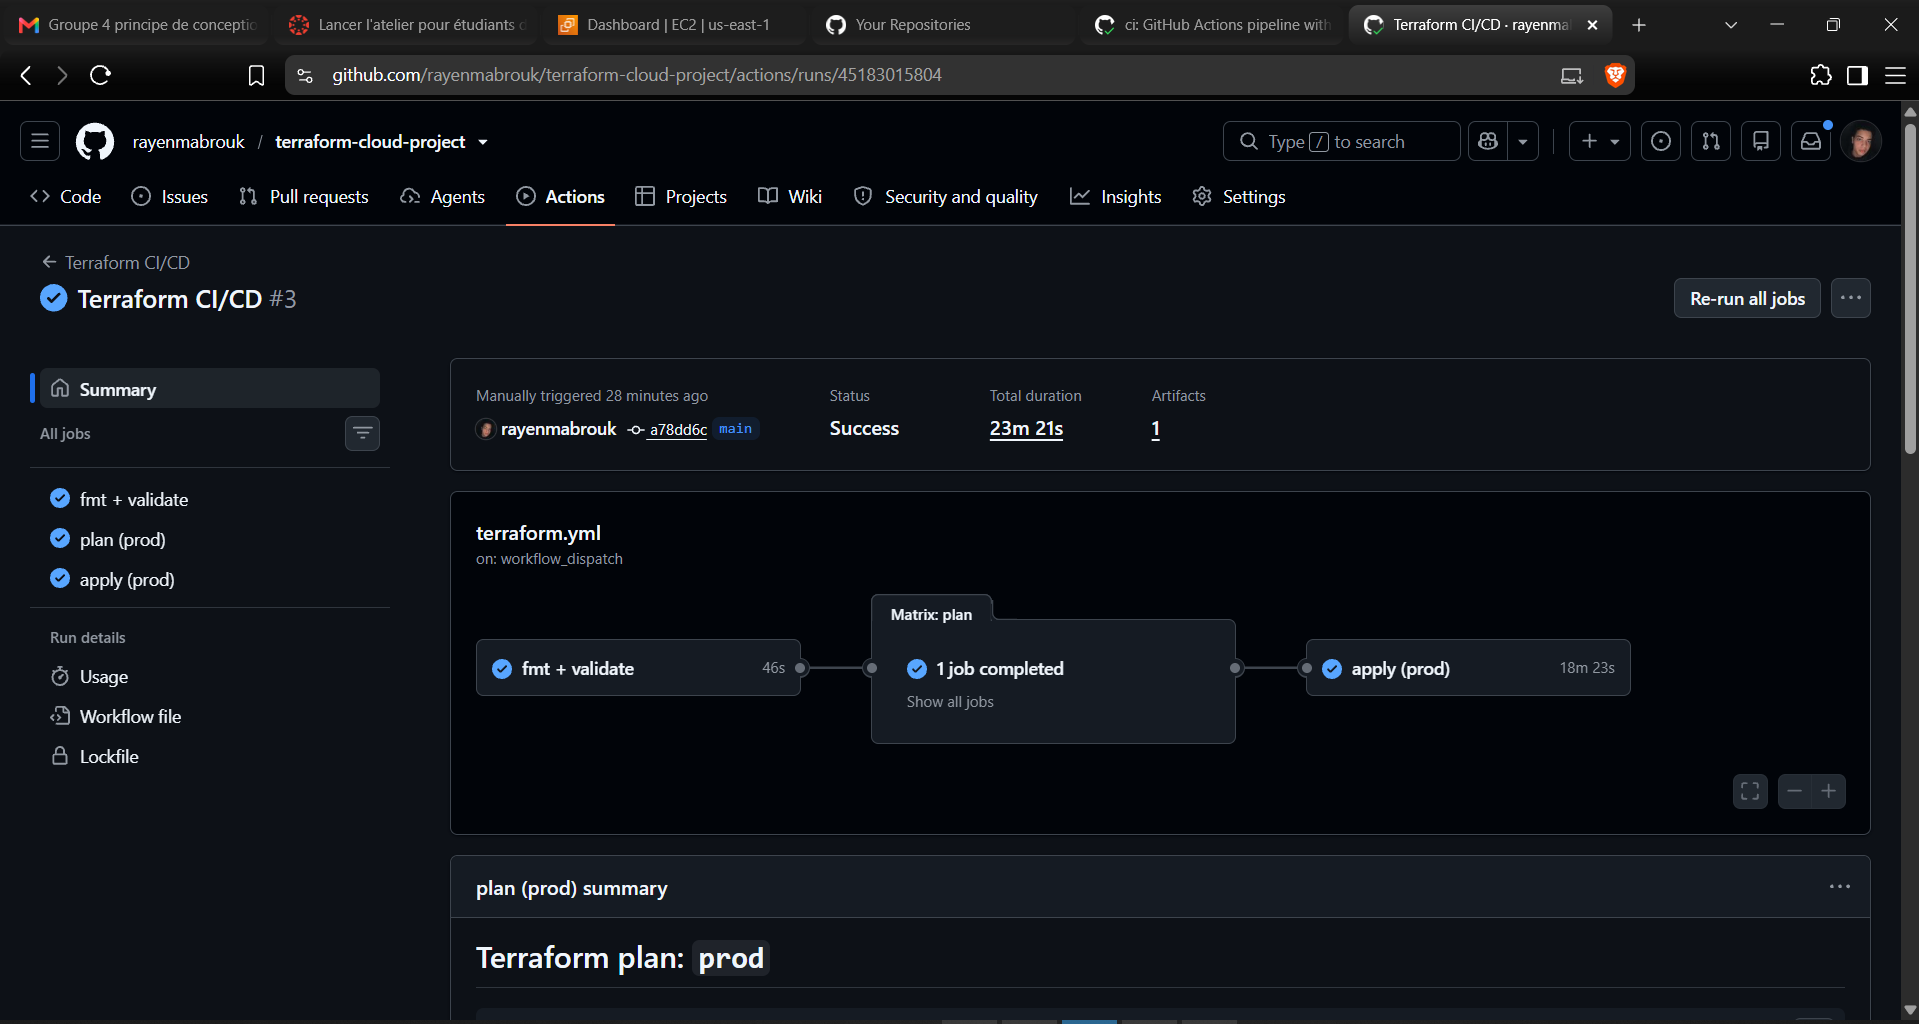 Groupe 4 principe de conceptio
Lancer l'atelier pour étudiants d
Dashboard | EC2 | us-east-1
Your Repositories
ci: GitHub Actions pipeline with
Terraform CI/CD · rayenma
github.com/rayenmabrouk/terraform-cloud-project/actions/runs/45183015804
rayenmabrouk / terraform-cloud-project
Type / to search
Code
Issues
Pull requests
Agents
Actions
Projects
Wiki
Security and quality
Insights
Settings
Terraform CI/CD
Terraform CI/CD #3
Re-run all jobs
Summary
All jobs
fmt + validate
plan (prod)
apply (prod)
Run details
Usage
Workflow file
Lockfile
Manually triggered 28 minutes ago
rayenmabrouk a78dd6c main
Status
Success
Total duration
23m 21s
Artifacts
1
terraform.yml
on: workflow_dispatch
fmt + validate 46s
Matrix: plan
1 job completed
Show all jobs
apply (prod) 18m 23s
plan (prod) summary
Terraform plan: prod